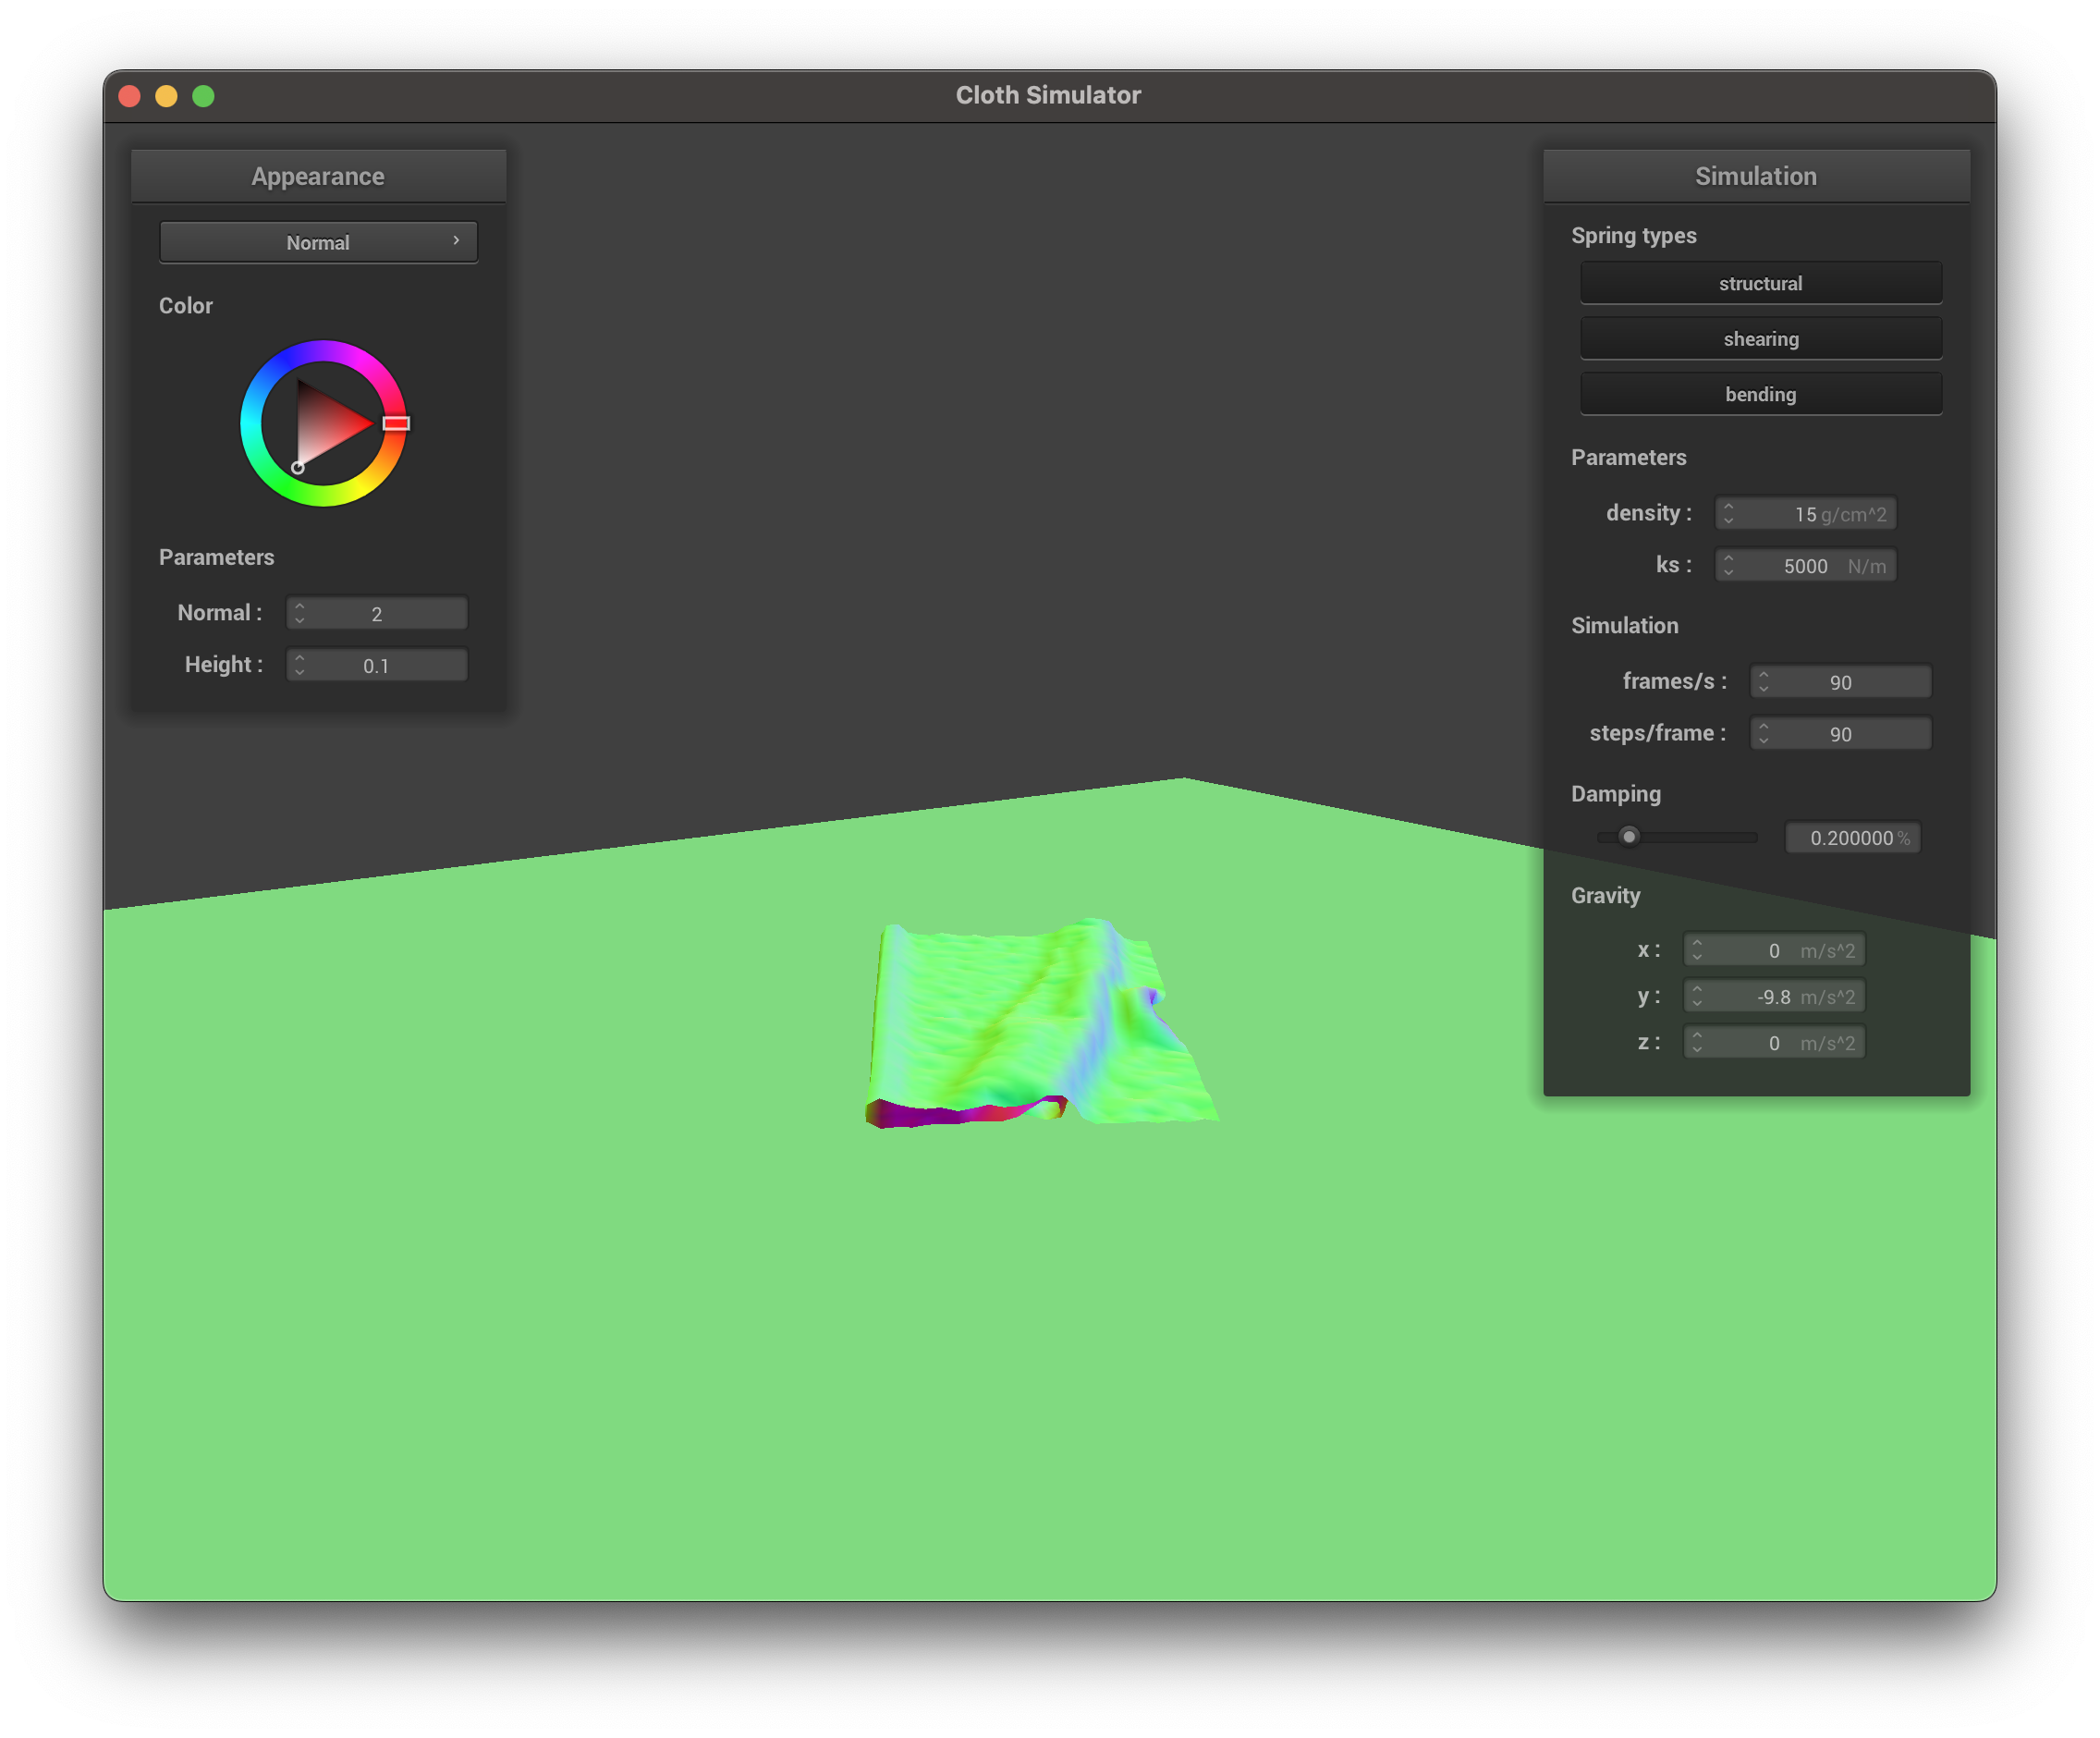 Cloth Simulator
Appearance
Normal
Color
Parameters
Normal : 2
Height : 0.1
Simulation
Spring types
structural
shearing
bending
Parameters
density : 15 g/cm^2
ks : 5000 N/m
Simulation
frames/s : 90
steps/frame : 90
Damping
0.200000 %
Gravity
x : 0 m/s^2
y : -9.8 m/s^2
z : 0 m/s^2